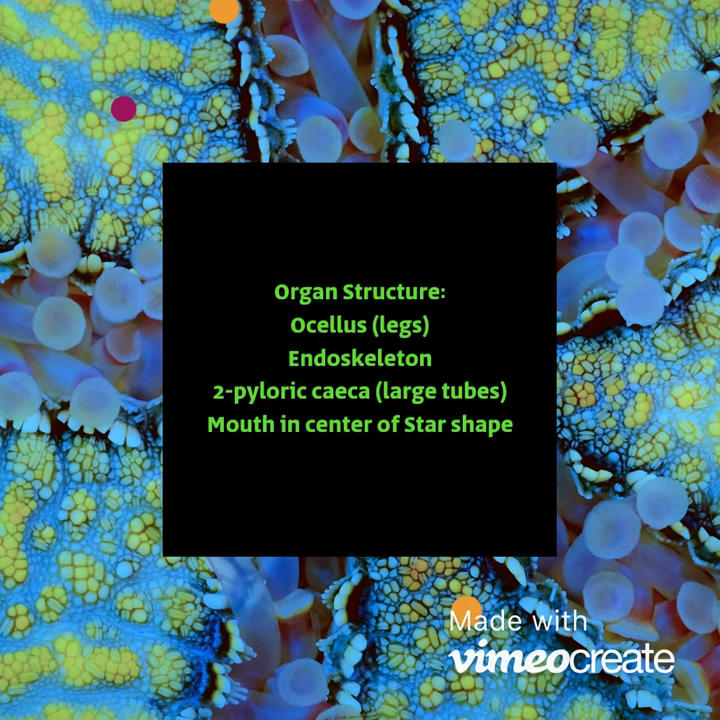 Organ Structure:
Ocellus (legs)
Endoskeleton
2-pyloric caeca (large tubes)
Mouth in center of Star shape
Made with
vimeocreate